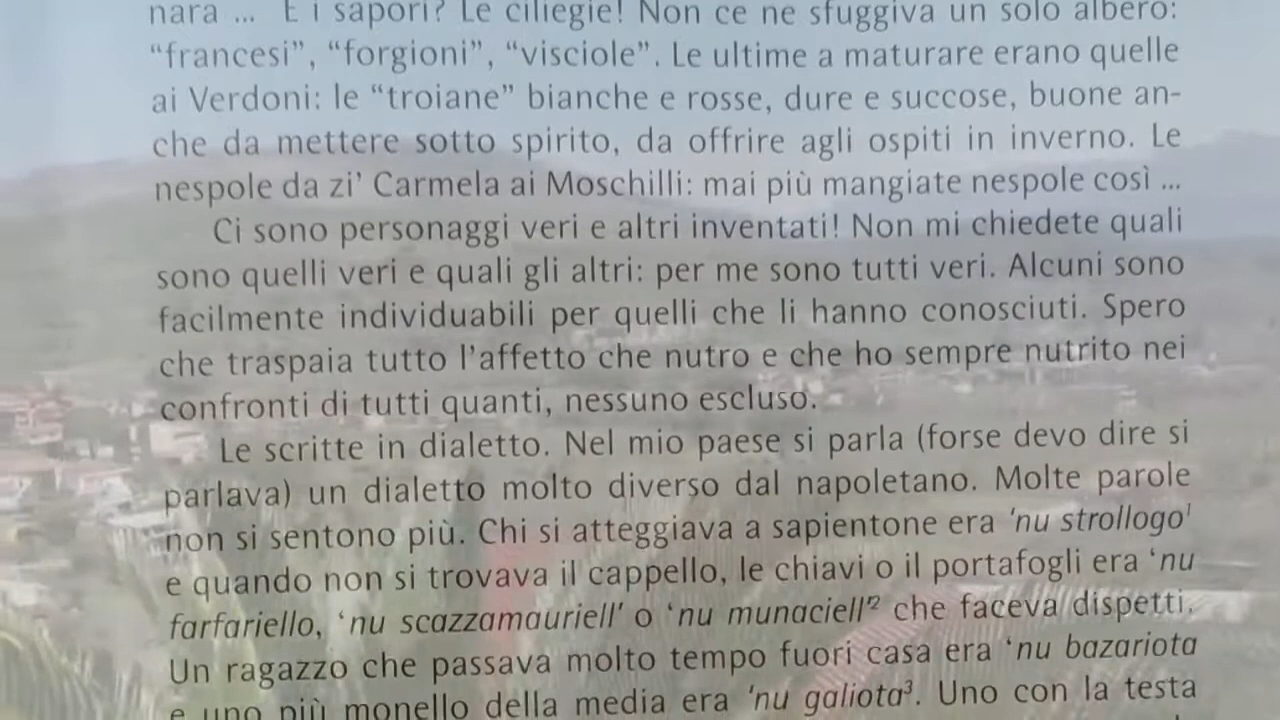 nara ... E i sapori? Le ciliegie! Non ce ne sfuggiva un solo albero:
“francesi”, “forgioni”, “visciole”. Le ultime a maturare erano quelle
ai Verdoni: le “troiane” bianche e rosse, dure e succose, buone an-
che da mettere sotto spirito, da offrire agli ospiti in inverno. Le
nespole da zi’ Carmela ai Moschilli: mai più mangiate nespole così ...
Ci sono personaggi veri e altri inventati! Non mi chiedete quali
sono quelli veri e quali gli altri: per me sono tutti veri. Alcuni sono
facilmente individuabili per quelli che li hanno conosciuti. Spero
che traspaia tutto l’affetto che nutro e che ho sempre nutrito nei
confronti di tutti quanti, nessuno escluso.
Le scritte in dialetto. Nel mio paese si parla (forse devo dire si
parlava) un dialetto molto diverso dal napoletano. Molte parole
non si sentono più. Chi si atteggiava a sapientone era ’nu strollogo¹
e quando non si trovava il cappello, le chiavi o il portafogli era ‘nu
farfariello, ‘nu scazzamauriell’ o ‘nu munaciell’² che faceva dispetti.
Un ragazzo che passava molto tempo fuori casa era ‘nu bazariota
e uno più monello della media era ’nu galiota³. Uno con la testa